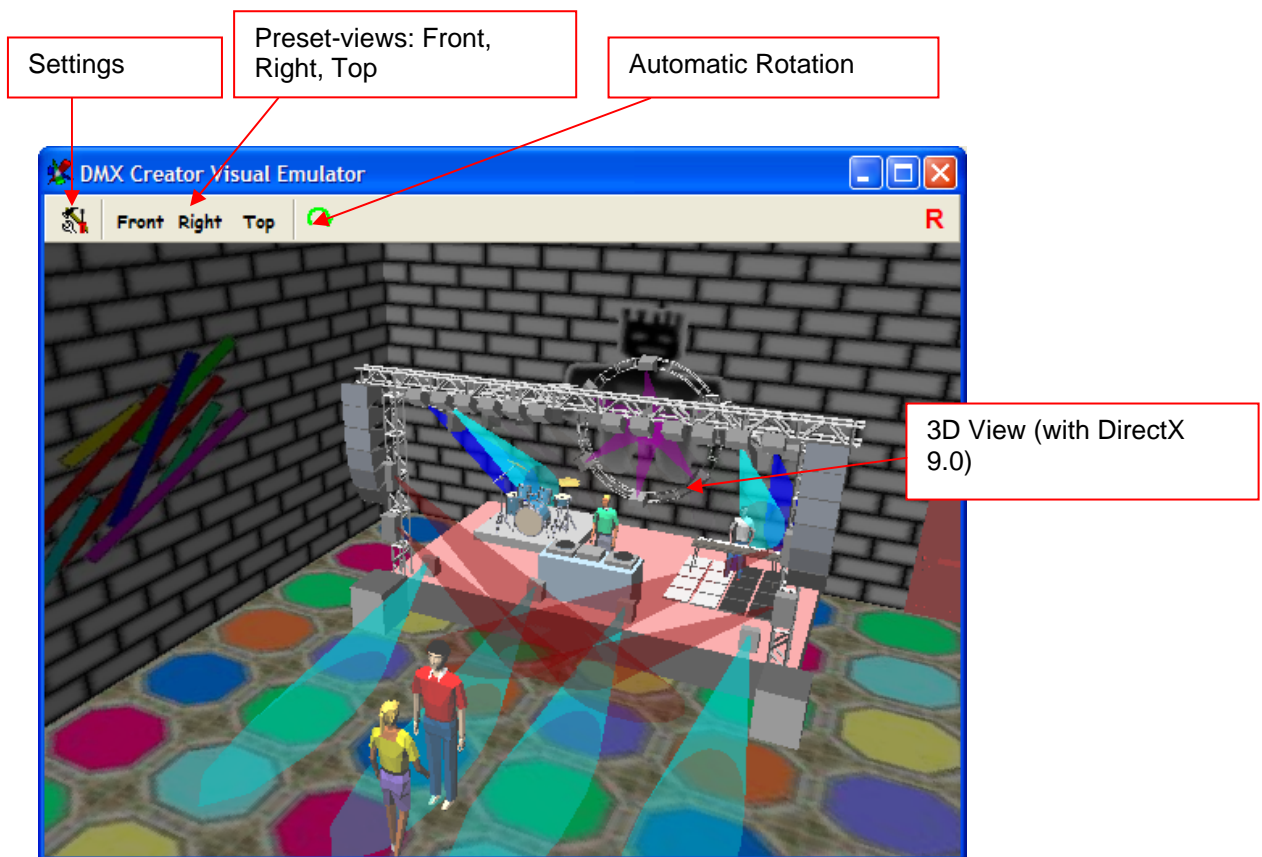 Settings
Preset-views: Front,
Right, Top
Automatic Rotation
DMX Creator Visual Emulator
Front Right Top
R
3D View (with DirectX
9.0)